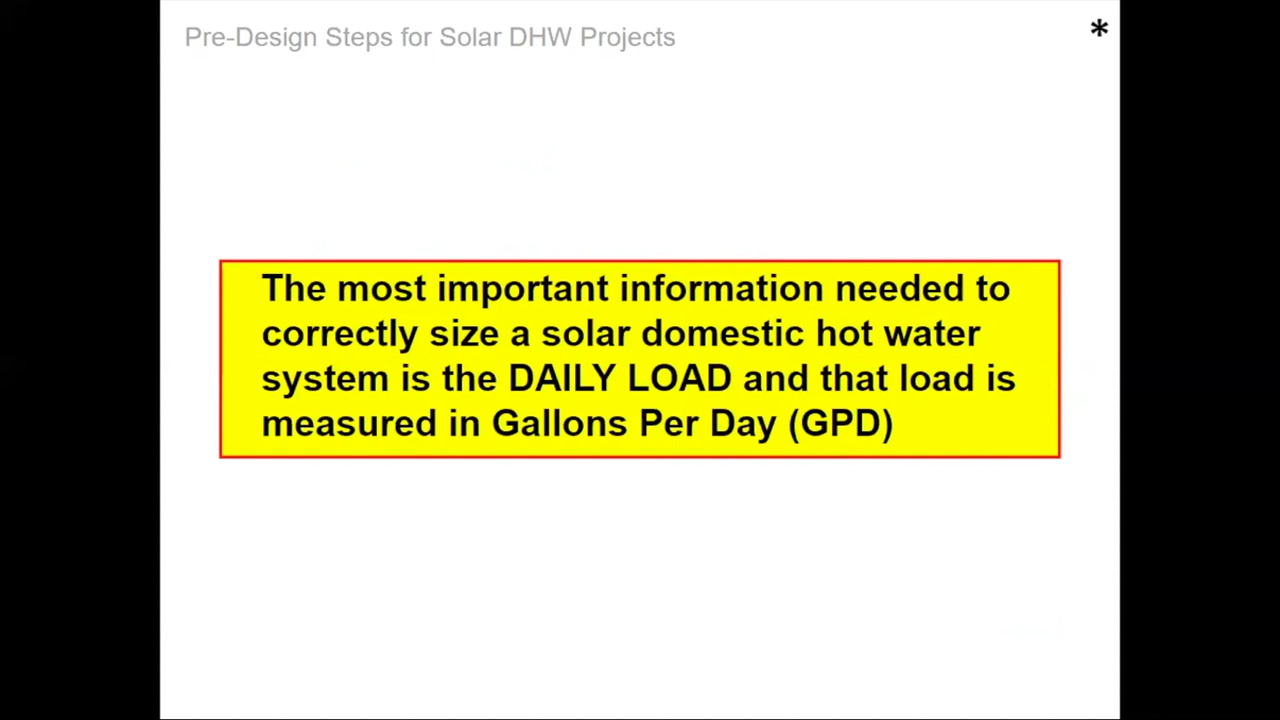 Pre-Design Steps for Solar DHW Projects
*
The most important information needed to
correctly size a solar domestic hot water
system is the DAILY LOAD and that load is
measured in Gallons Per Day (GPD)